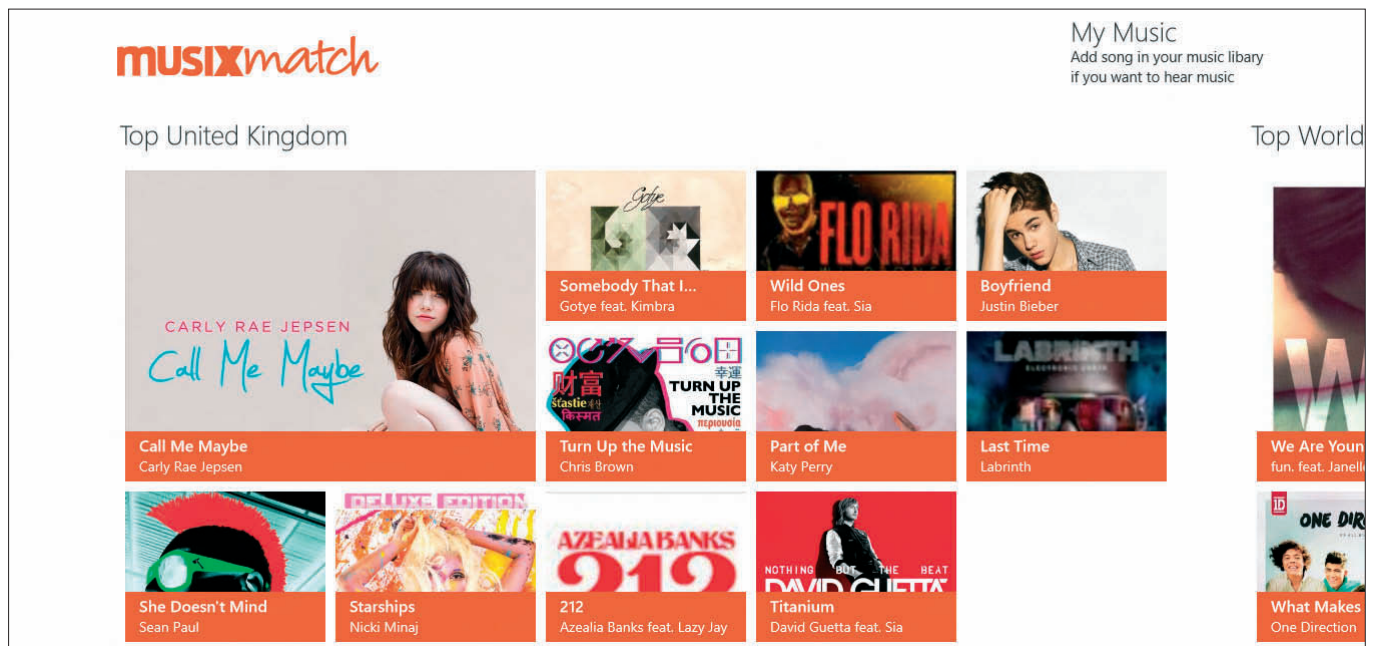 musixmatch
My Music
Add song in your music libary
if you want to hear music
Top United Kingdom
Top World
CARLY RAE JEPSEN
Call Me Maybe
Call Me Maybe
Carly Rae Jepsen
Gotye
Somebody That I...
Gotye feat. Kimbra
FLO RIDA
Wild Ones
Flo Rida feat. Sia
Boyfriend
Justin Bieber
财富
幸運
šťastie
किस्मत
TURN UP
THE
MUSIC
περιουσία
Turn Up the Music
Chris Brown
Part of Me
Katy Perry
LABRINTH
ELECTRONIC EARTH
Last Time
Labrinth
W
We Are Youn
fun. feat. Janell
She Doesn't Mind
Sean Paul
DELUXE EDITION
Starships
Nicki Minaj
AZEALIA BANKS
212
212
Azealia Banks feat. Lazy Jay
NOTHING BUT THE BEAT
DAVID GUETTA
Titanium
David Guetta feat. Sia
1D
ONE DIR
What Makes
One Direction